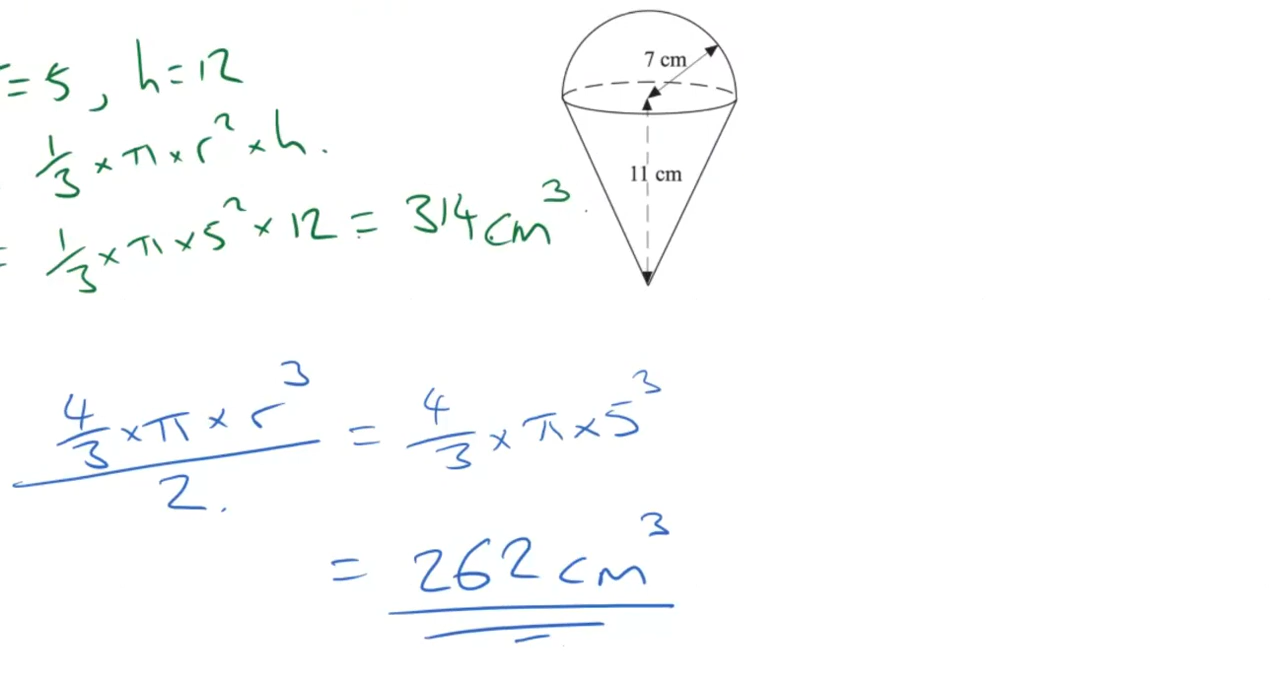 = 5, h = 12
1/3 × π × r² × h.
= 1/3 × π × 5² × 12 = 314 cm³
7 cm
11 cm
4/3 × π × r³ / 2. = 4/3 × π × 5³
= 262 cm³